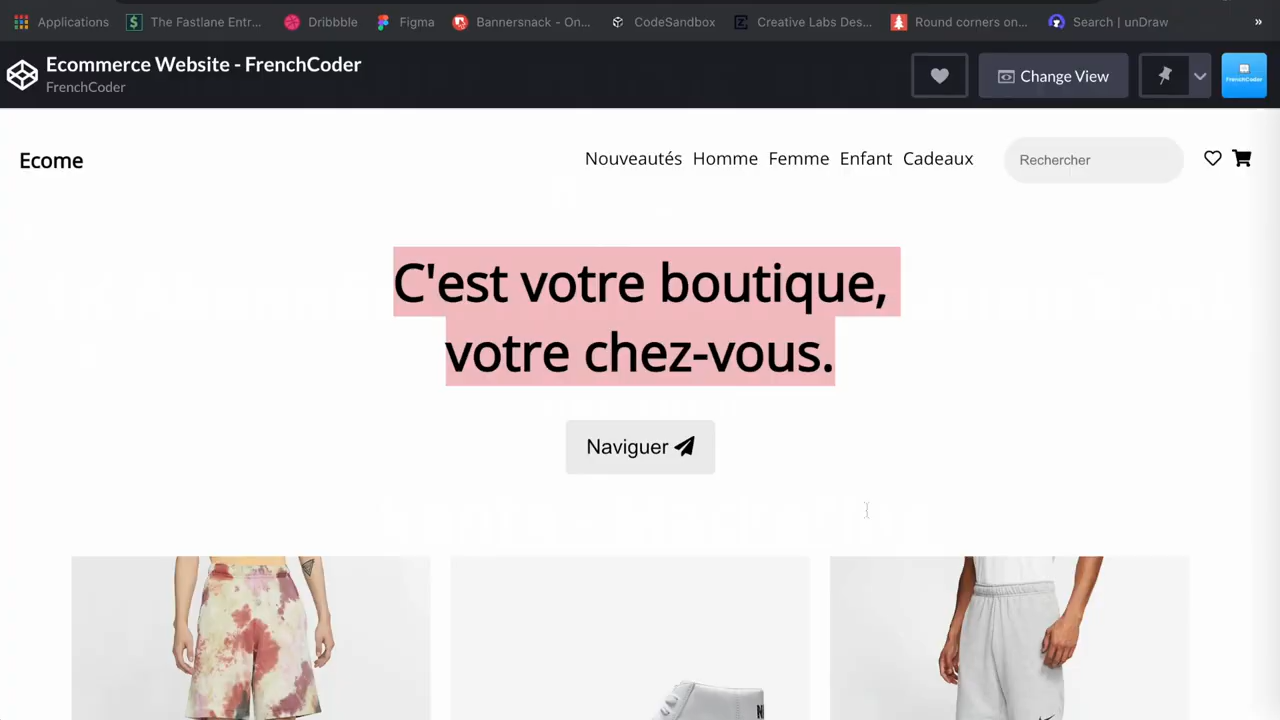 Applications The Fastlane Entr... Dribbble Figma Bannersnack - On... CodeSandbox Creative Labs Des... Round corners on... Search | unDraw »
Ecommerce Website - FrenchCoder
FrenchCoder
Change View
FrenchCoder
Ecome
Nouveautés Homme Femme Enfant Cadeaux
Rechercher
C'est votre boutique,
votre chez-vous.
Naviguer